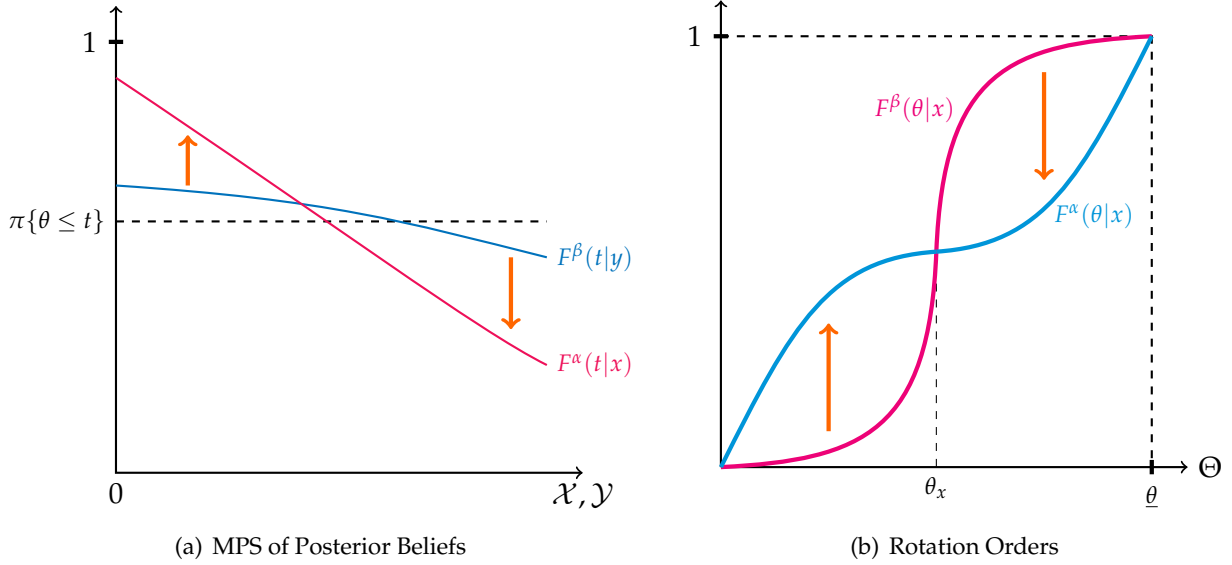 1
π{θ ≤ t}
F^β(t|y)
F^α(t|x)
0
𝒳, 𝒴
(a) MPS of Posterior Beliefs
1
F^β(θ|x)
F^α(θ|x)
θ_x
θ̲
Θ
(b) Rotation Orders